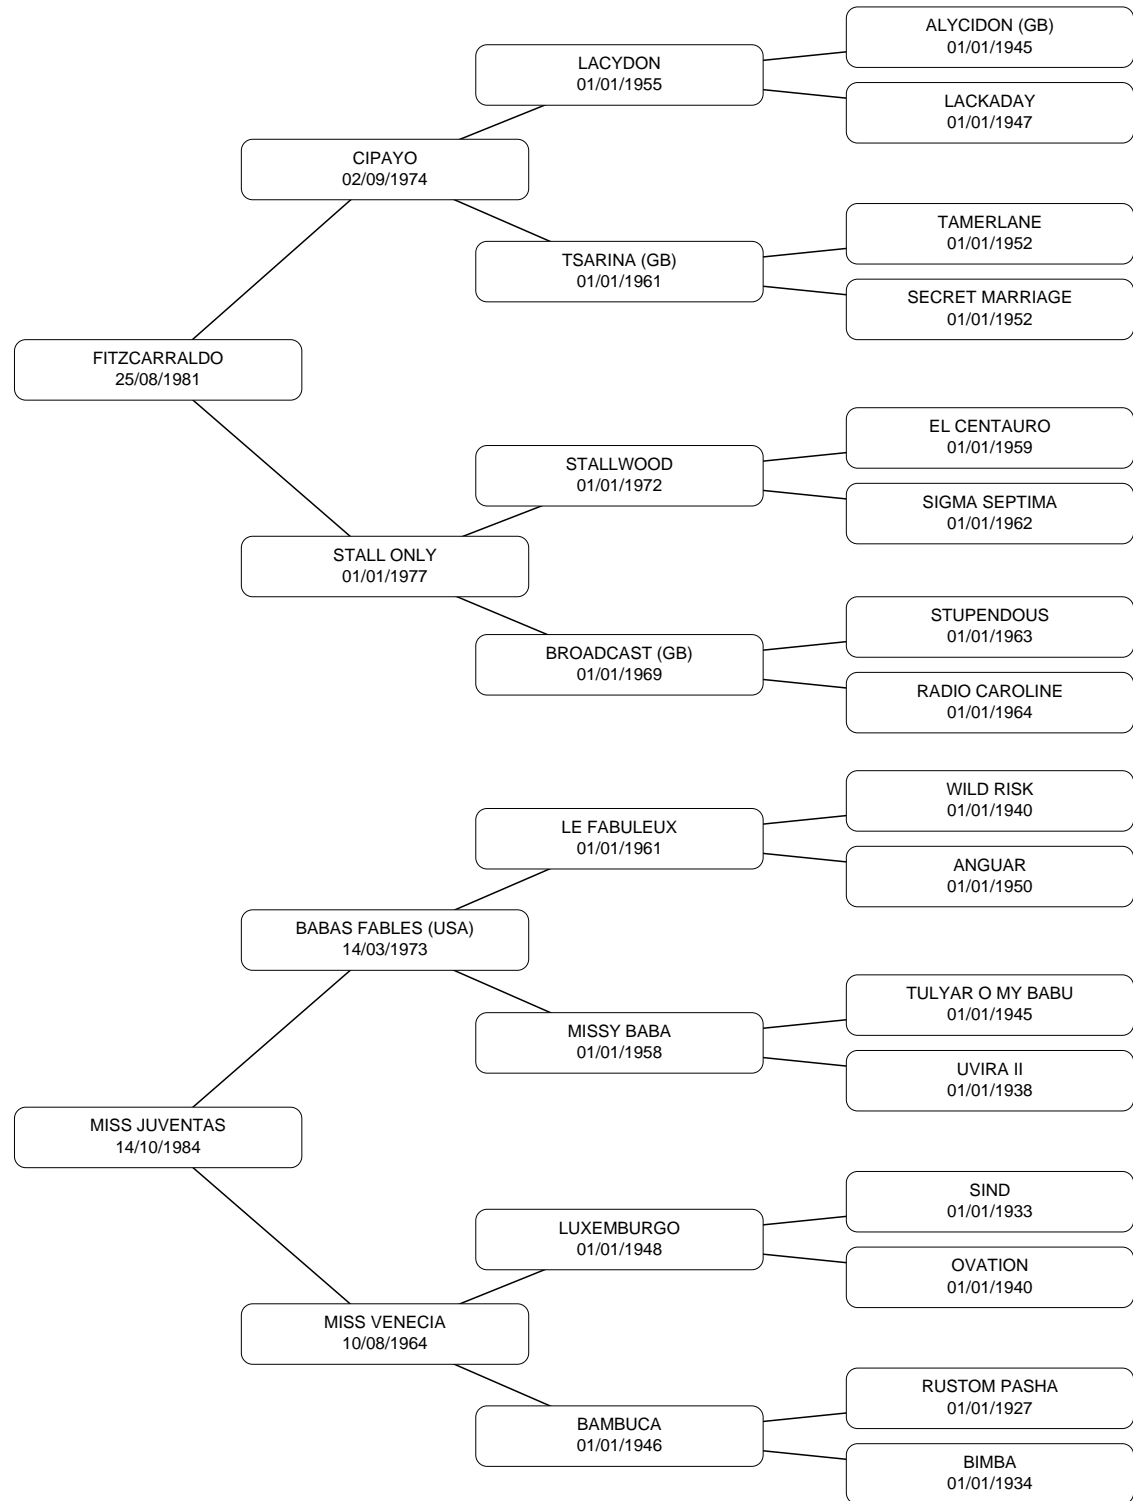 ALYCIDON (GB)
01/01/1945
LACYDON
01/01/1955
LACKADAY
01/01/1947
CIPAYO
02/09/1974
TAMERLANE
01/01/1952
TSARINA (GB)
01/01/1961
SECRET MARRIAGE
01/01/1952
FITZCARRALDO
25/08/1981
EL CENTAURO
01/01/1959
STALLWOOD
01/01/1972
SIGMA SEPTIMA
01/01/1962
STALL ONLY
01/01/1977
STUPENDOUS
01/01/1963
BROADCAST (GB)
01/01/1969
RADIO CAROLINE
01/01/1964
WILD RISK
01/01/1940
LE FABULEUX
01/01/1961
ANGUAR
01/01/1950
BABAS FABLES (USA)
14/03/1973
TULYAR O MY BABU
01/01/1945
MISSY BABA
01/01/1958
UVIRA II
01/01/1938
MISS JUVENTAS
14/10/1984
SIND
01/01/1933
LUXEMBURGO
01/01/1948
OVATION
01/01/1940
MISS VENECIA
10/08/1964
RUSTOM PASHA
01/01/1927
BAMBUCA
01/01/1946
BIMBA
01/01/1934